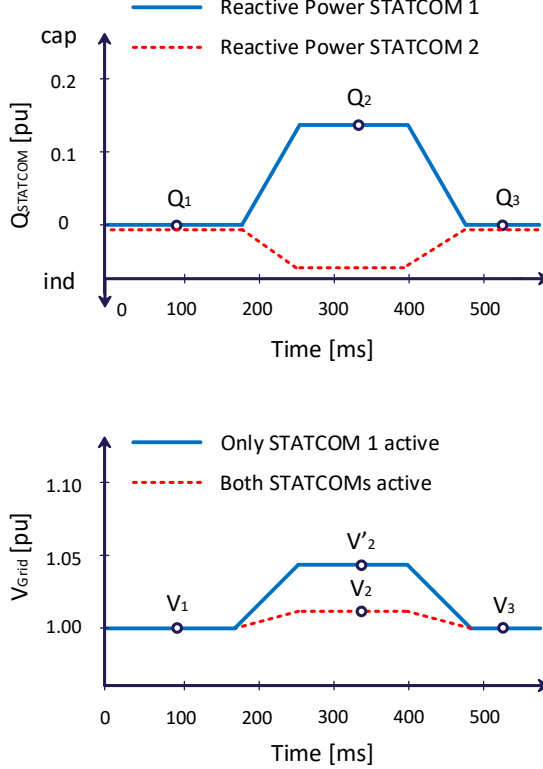 Reactive Power STATCOM 1
cap
Reactive Power STATCOM 2
0.2
Q2
0.1
QSTATCOM [pu]
Q1
Q3
0
ind
0 100 200 300 400 500
Time [ms]
Only STATCOM 1 active
1.10
Both STATCOMs active
V'2
1.05
VGrid [pu]
V2
V1
V3
1.00
0 100 200 300 400 500
Time [ms]